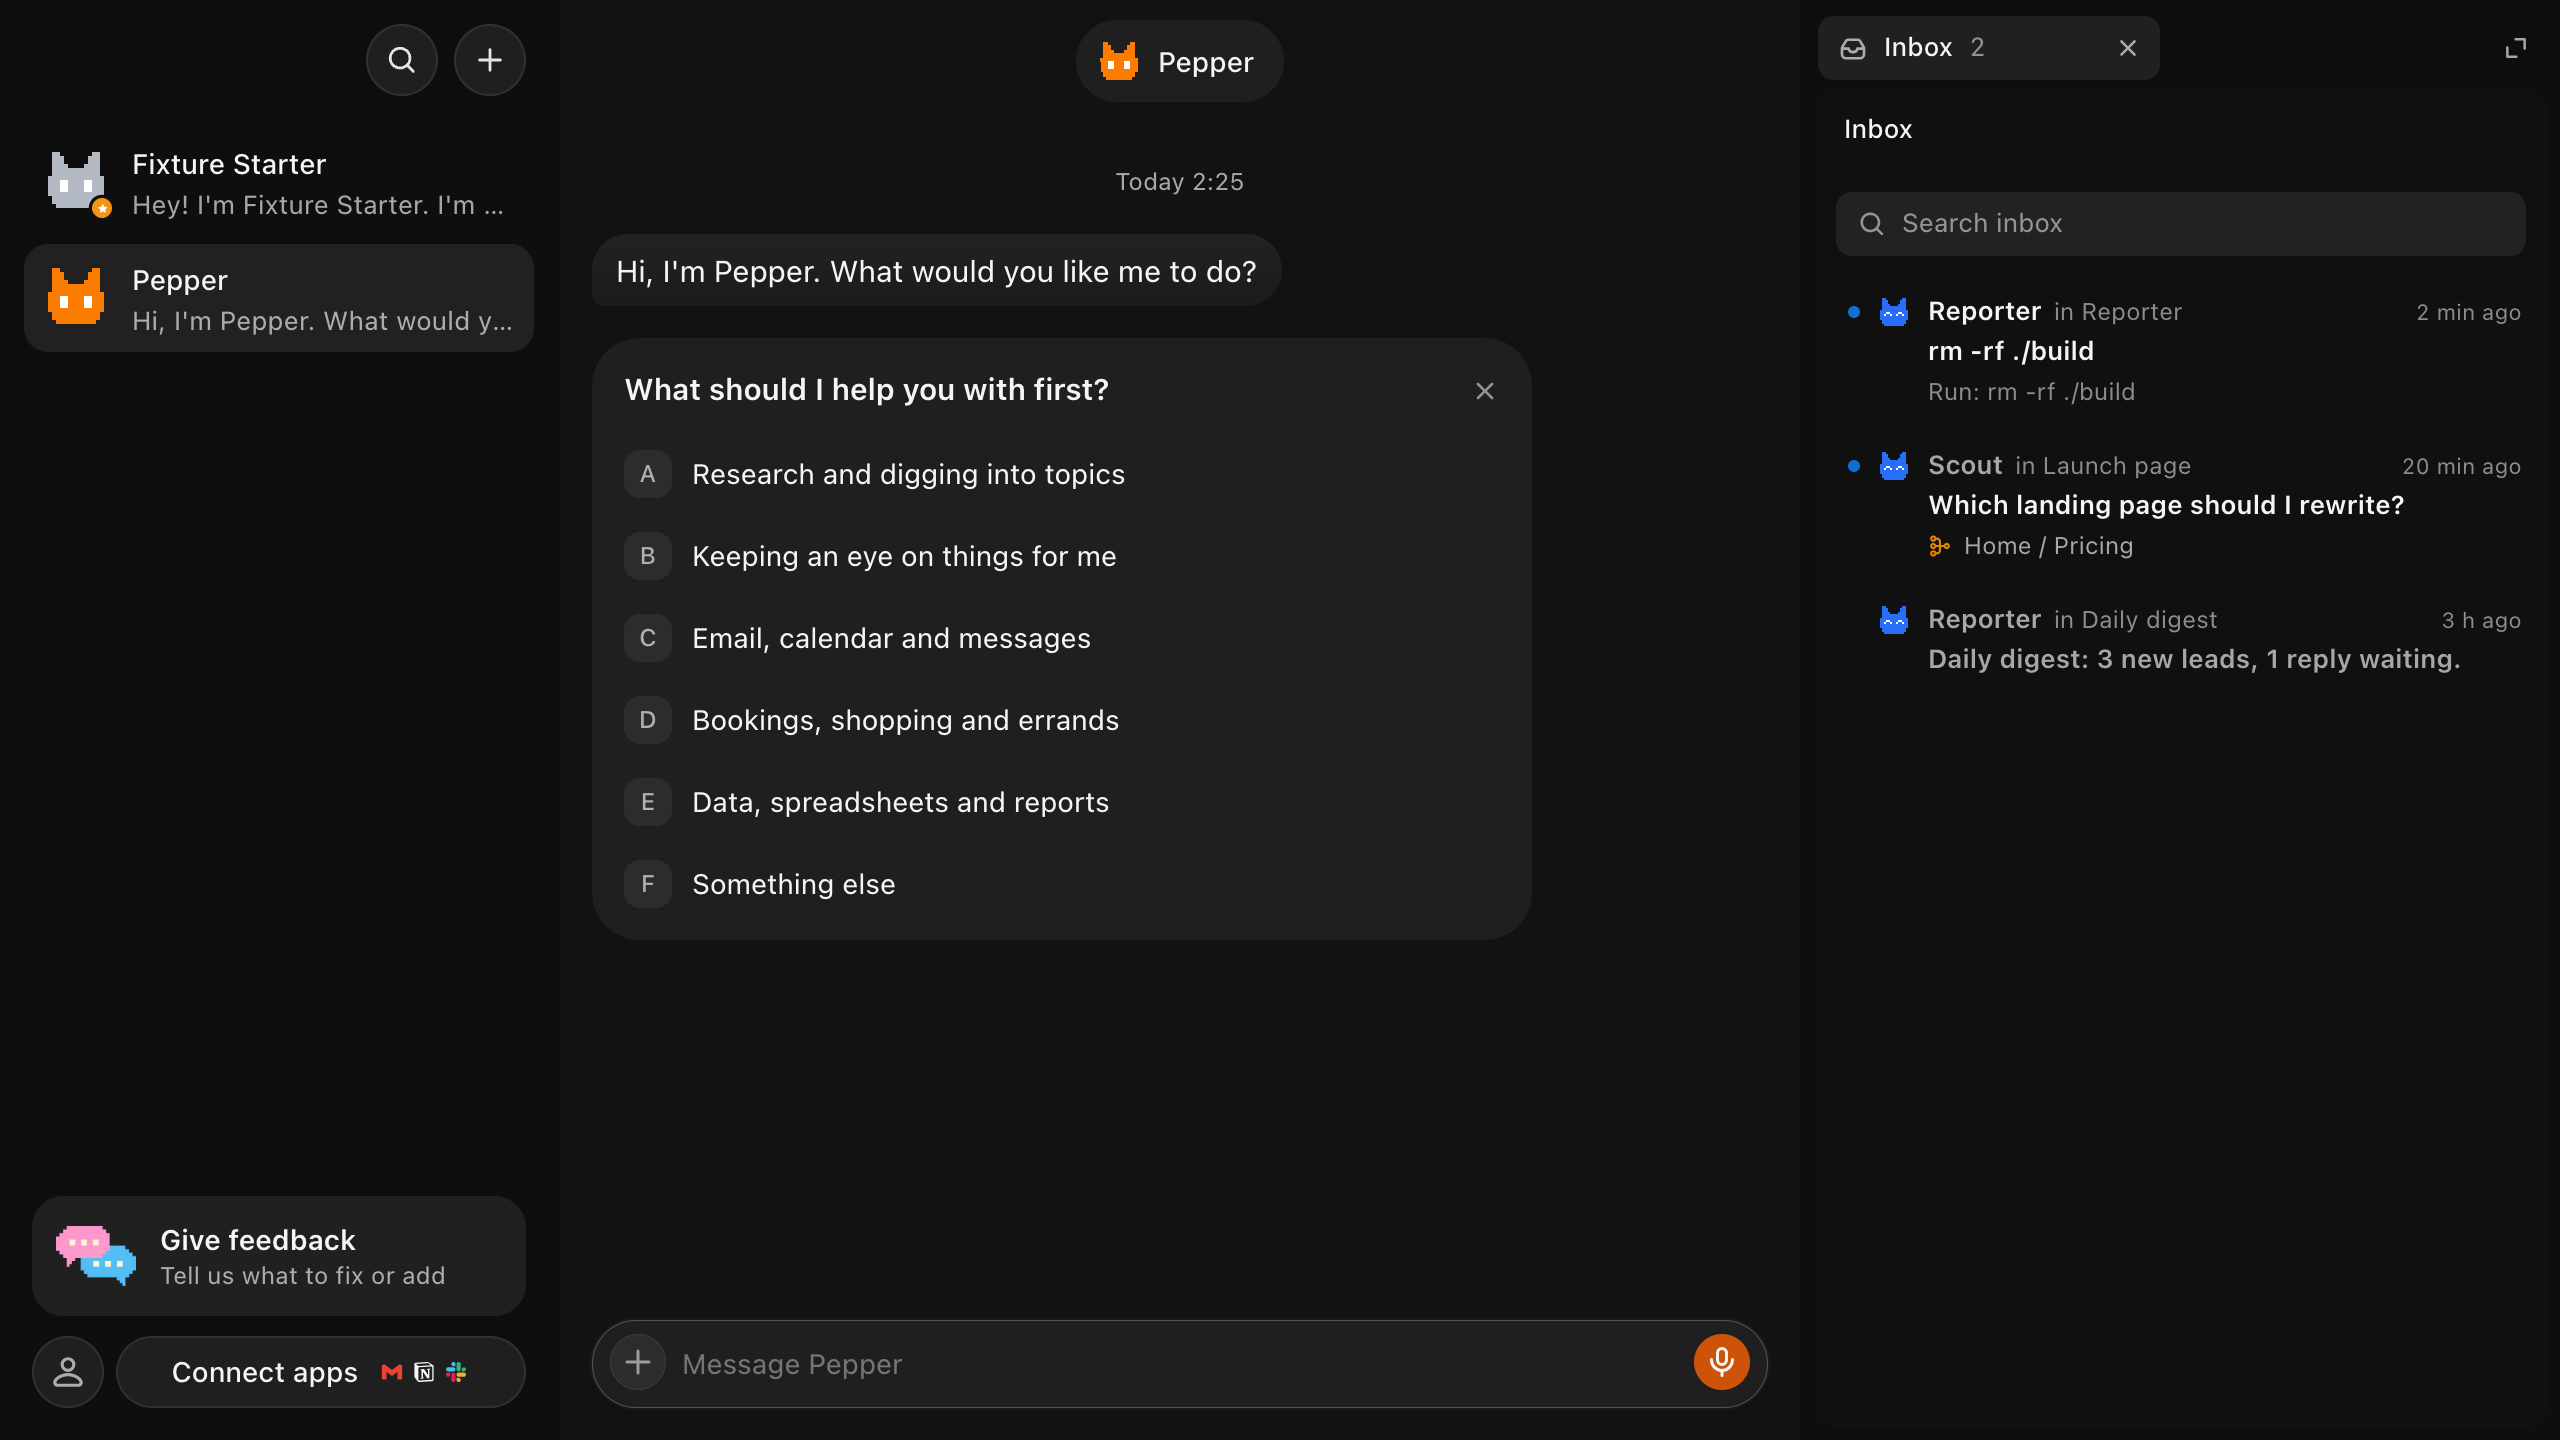 Fixture Starter
Hey! I'm Fixture Starter. I'm ...
Pepper
Hi, I'm Pepper. What would y...
Give feedback
Tell us what to fix or add
Connect apps
Pepper
Today 2:25
Hi, I'm Pepper. What would you like me to do?
What should I help you with first?
A Research and digging into topics
B Keeping an eye on things for me
C Email, calendar and messages
D Bookings, shopping and errands
E Data, spreadsheets and reports
F Something else
Message Pepper
Inbox 2
Inbox
Search inbox
Reporter in Reporter 2 min ago
rm -rf ./build
Run: rm -rf ./build
Scout in Launch page 20 min ago
Which landing page should I rewrite?
Home / Pricing
Reporter in Daily digest 3 h ago
Daily digest: 3 new leads, 1 reply waiting.